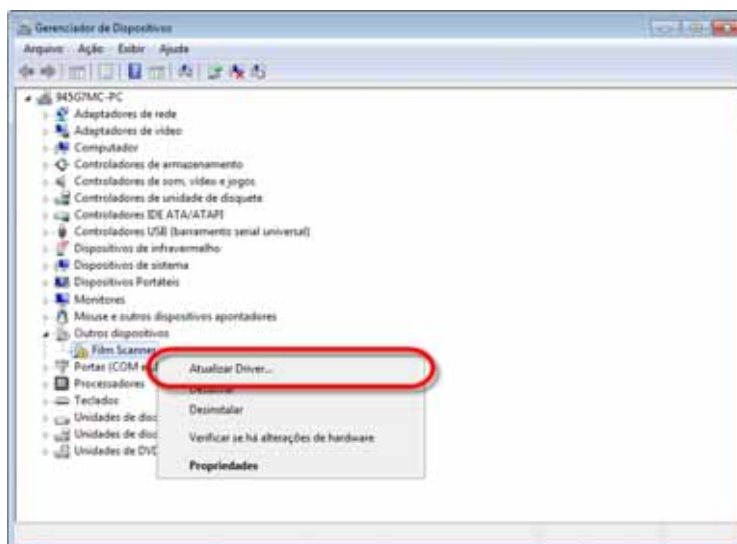 Gerenciador de Dispositivos
Arquivo Ação Exibir Ajuda
945G7MC-PC
Adaptadores de rede
Adaptadores de vídeo
Computador
Controladores de armazenamento
Controladores de som, vídeo e jogos
Controladores de unidade de disquete
Controladores IDE ATA/ATAPI
Controladores USB (barramento serial universal)
Dispositivos de infravermelho
Dispositivos de sistema
Dispositivos Portáteis
Monitores
Mouse e outros dispositivos apontadores
Outros dispositivos
Film Scanner
Portas (COM e
Atualizar Driver...
Processadores
Desativar
Teclados
Desinstalar
Unidades de disc
Unidades de disc
Verificar se há alterações de hardware
Unidades de DVD
Propriedades